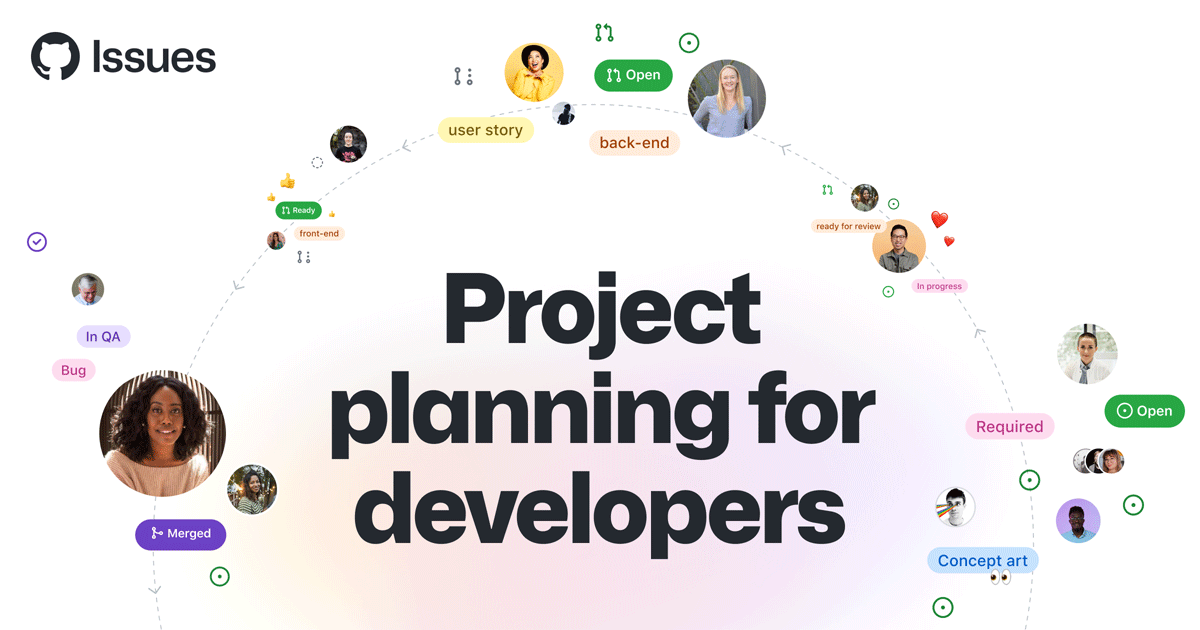 Issues
Open
user story
back-end
Ready
front-end
ready for review
In progress
In QA
Bug
Project
planning for
developers
Open
Required
Merged
Concept art